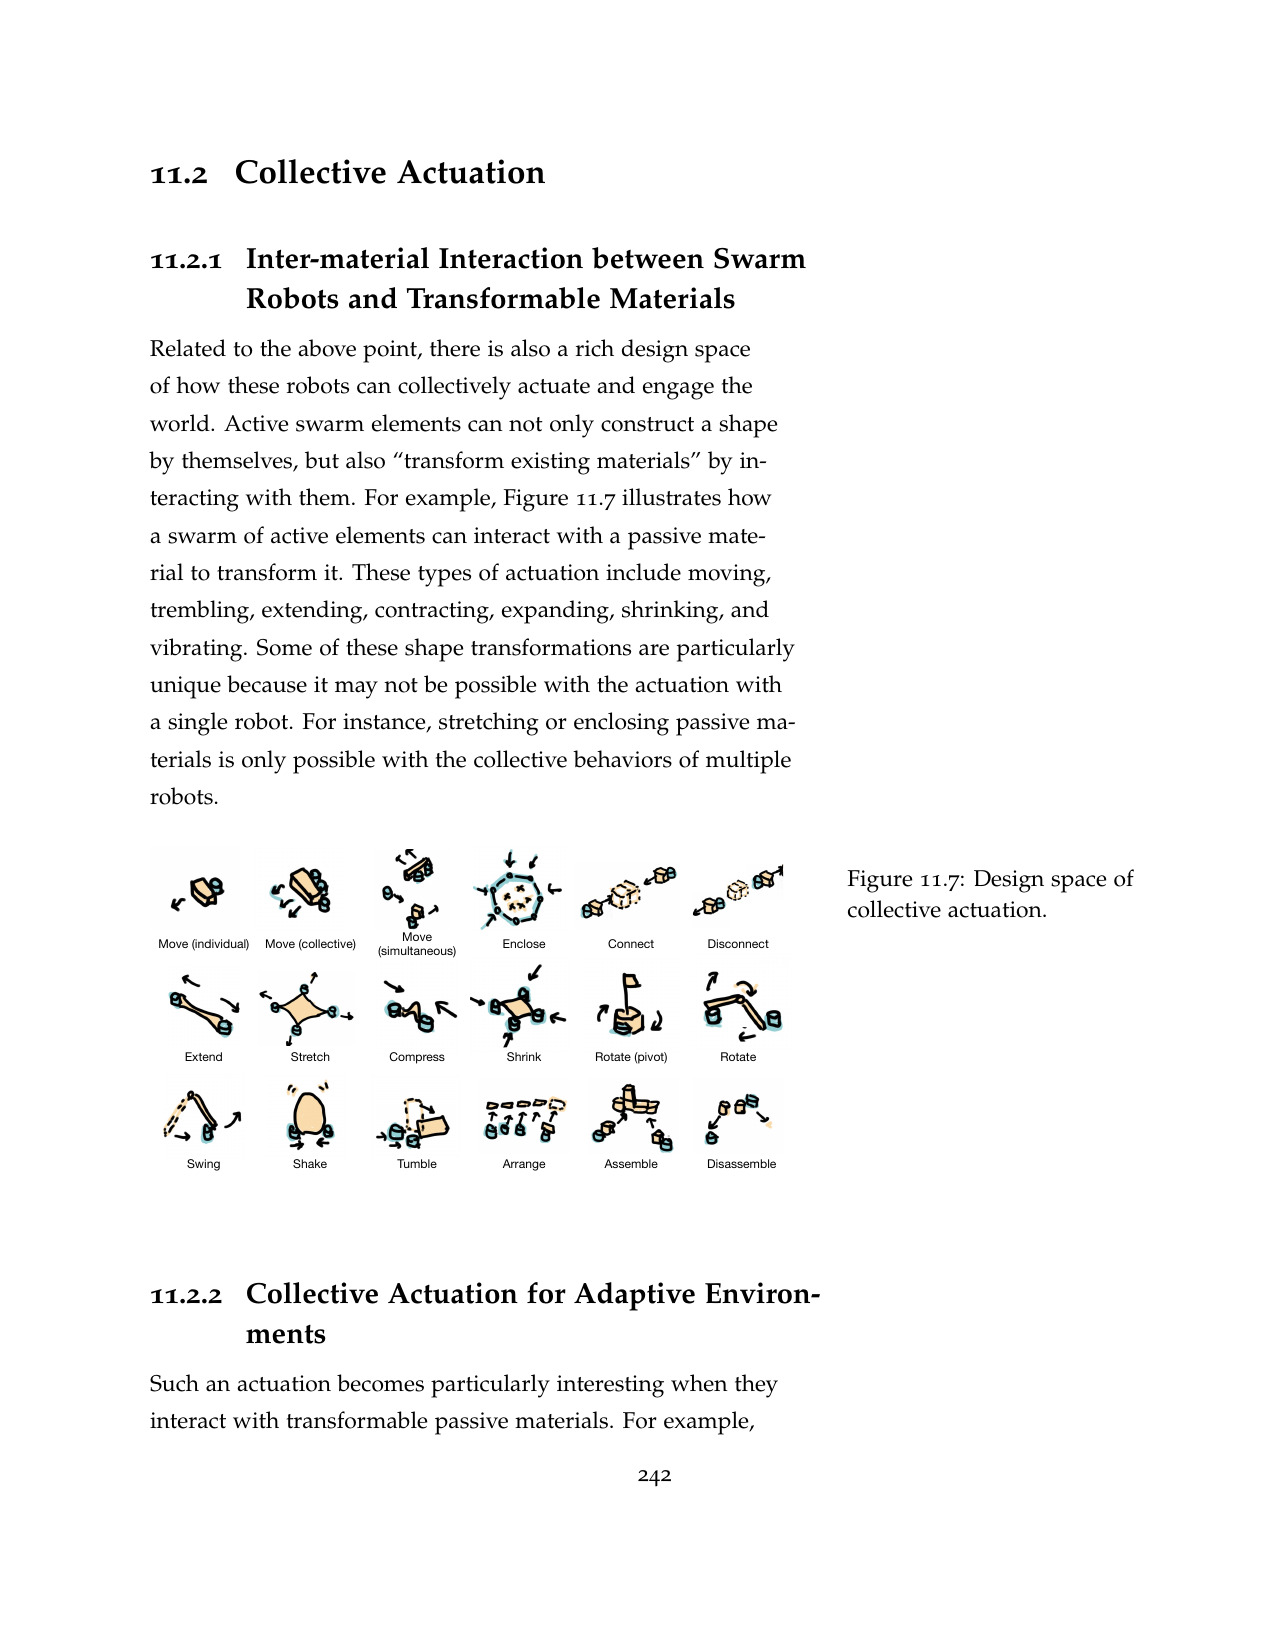 11.2 Collective Actuation
11.2.1 Inter-material Interaction between Swarm
Robots and Transformable Materials
Related to the above point, there is also a rich design space
of how these robots can collectively actuate and engage the
world. Active swarm elements can not only construct a shape
by themselves, but also “transform existing materials” by in-
teracting with them. For example, Figure 11.7 illustrates how
a swarm of active elements can interact with a passive mate-
rial to transform it. These types of actuation include moving,
trembling, extending, contracting, expanding, shrinking, and
vibrating. Some of these shape transformations are particularly
unique because it may not be possible with the actuation with
a single robot. For instance, stretching or enclosing passive ma-
terials is only possible with the collective behaviors of multiple
robots.
Move (individual) Move (collective) Move (simultaneous) Enclose Connect Disconnect
Extend Stretch Compress Shrink Rotate (pivot) Rotate
Swing Shake Tumble Arrange Assemble Disassemble
Figure 11.7: Design space of
collective actuation.
11.2.2 Collective Actuation for Adaptive Environ-
ments
Such an actuation becomes particularly interesting when they
interact with transformable passive materials. For example,
242